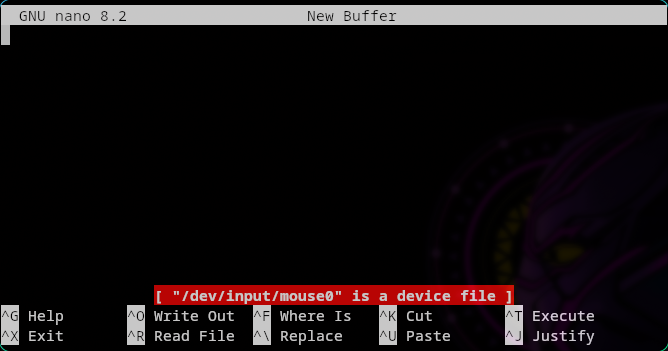 GNU nano 8.2 New Buffer
[ "/dev/input/mouse0" is a device file ]
^G Help ^O Write Out ^F Where Is ^K Cut ^T Execute
^X Exit ^R Read File ^\ Replace ^U Paste ^J Justify